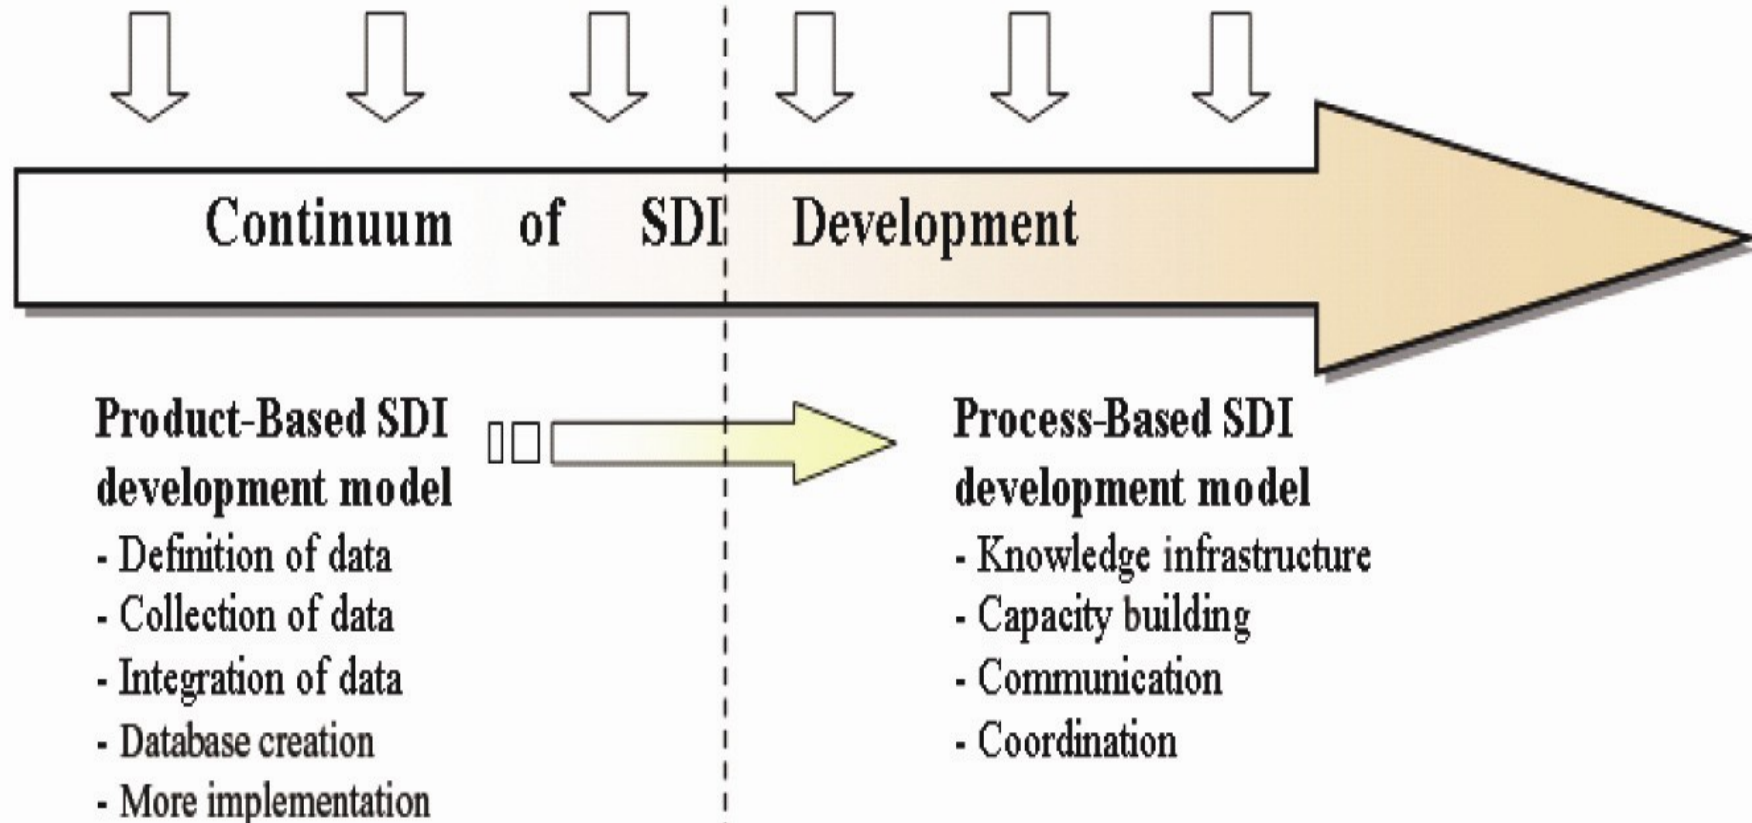 Continuum of SDI Development
Product-Based SDI
development model
- Definition of data
- Collection of data
- Integration of data
- Database creation
- More implementation
Process-Based SDI
development model
- Knowledge infrastructure
- Capacity building
- Communication
- Coordination